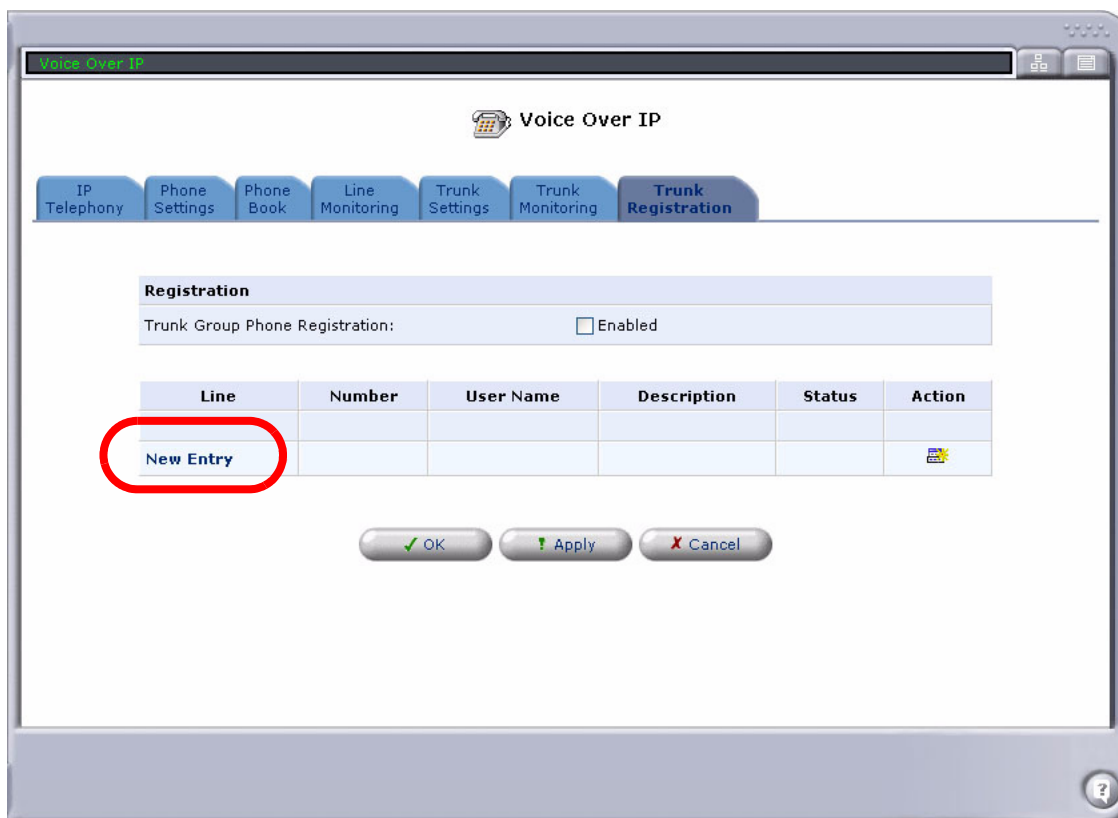 Voice Over IP
Voice Over IP
IP Telephony
Phone Settings
Phone Book
Line Monitoring
Trunk Settings
Trunk Monitoring
Trunk Registration
Registration
Trunk Group Phone Registration: Enabled
Line Number User Name Description Status Action
New Entry
OK Apply Cancel